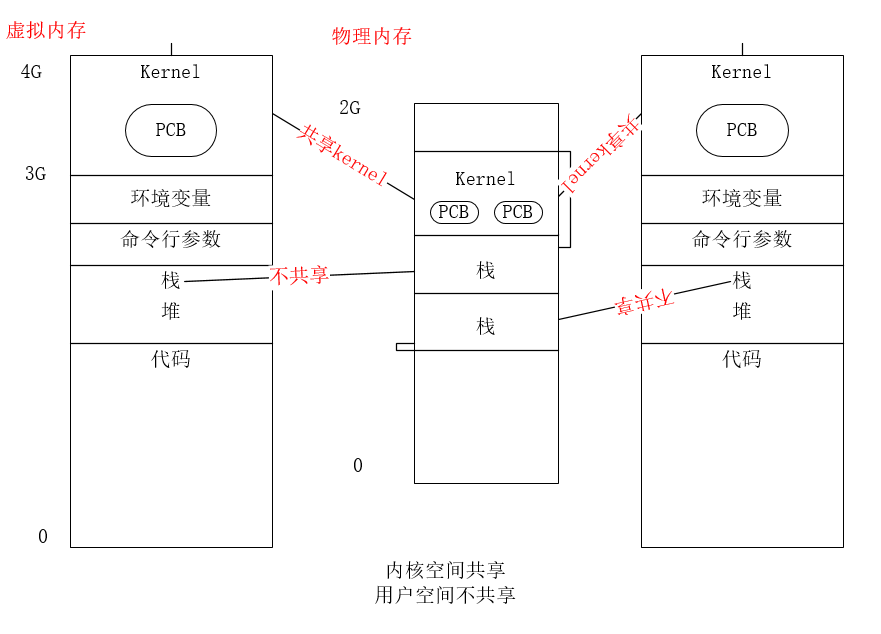 虚拟内存
4G
Kernel
PCB
3G
环境变量
命令行参数
栈
堆
代码
0
物理内存
2G
Kernel
PCB
PCB
栈
栈
0
共享kernel
不共享
共享kernel
不共享
Kernel
PCB
环境变量
命令行参数
栈
堆
代码
内核空间共享
用户空间不共享